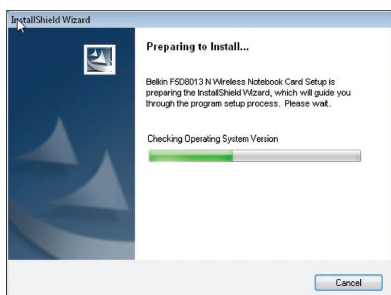 InstallShield Wizard
Preparing to Install...
Belkin F5D8013 N Wireless Notebook Card Setup is
preparing the InstallShield Wizard, which will guide you
through the program setup process. Please wait.
Checking Operating System Version
Cancel